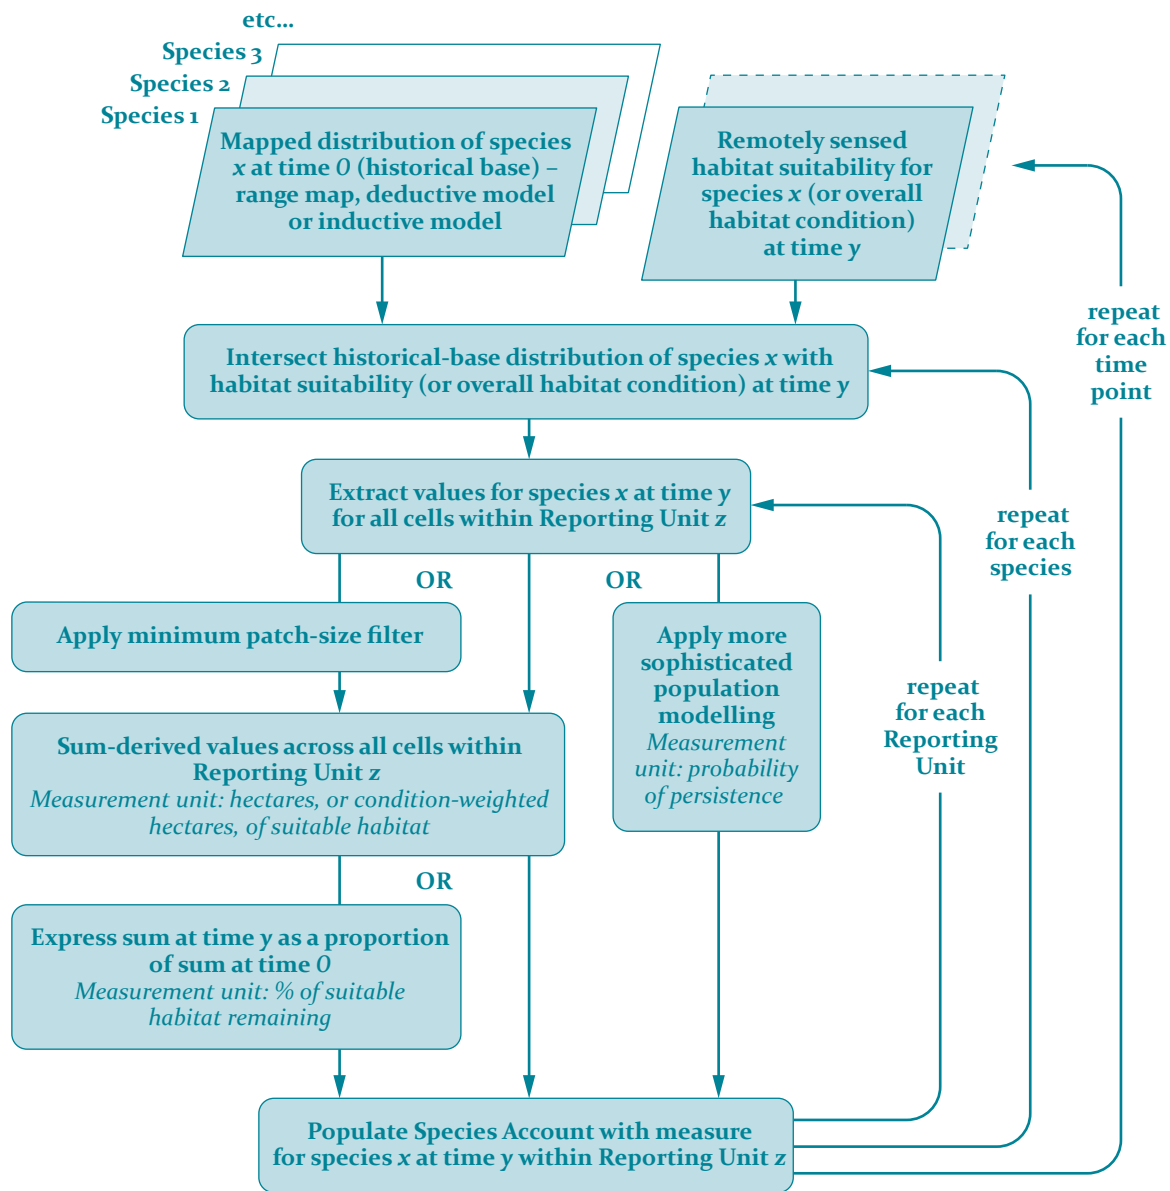 etc...
Species 3
Species 2
Species 1
Mapped distribution of species
x at time 0 (historical base) –
range map, deductive model
or inductive model
Remotely sensed
habitat suitability for
species x (or overall
habitat condition)
at time y
repeat
for each
time
point
Intersect historical-base distribution of species x with
habitat suitability (or overall habitat condition) at time y
Extract values for species x at time y
for all cells within Reporting Unit z
repeat
for each
species
OR
OR
Apply minimum patch-size filter
Apply more
sophisticated
population
modelling
Measurement
unit: probability
of persistence
repeat
for each
Reporting
Unit
Sum-derived values across all cells within
Reporting Unit z
Measurement unit: hectares, or condition-weighted
hectares, of suitable habitat
OR
Express sum at time y as a proportion
of sum at time 0
Measurement unit: % of suitable
habitat remaining
Populate Species Account with measure
for species x at time y within Reporting Unit z